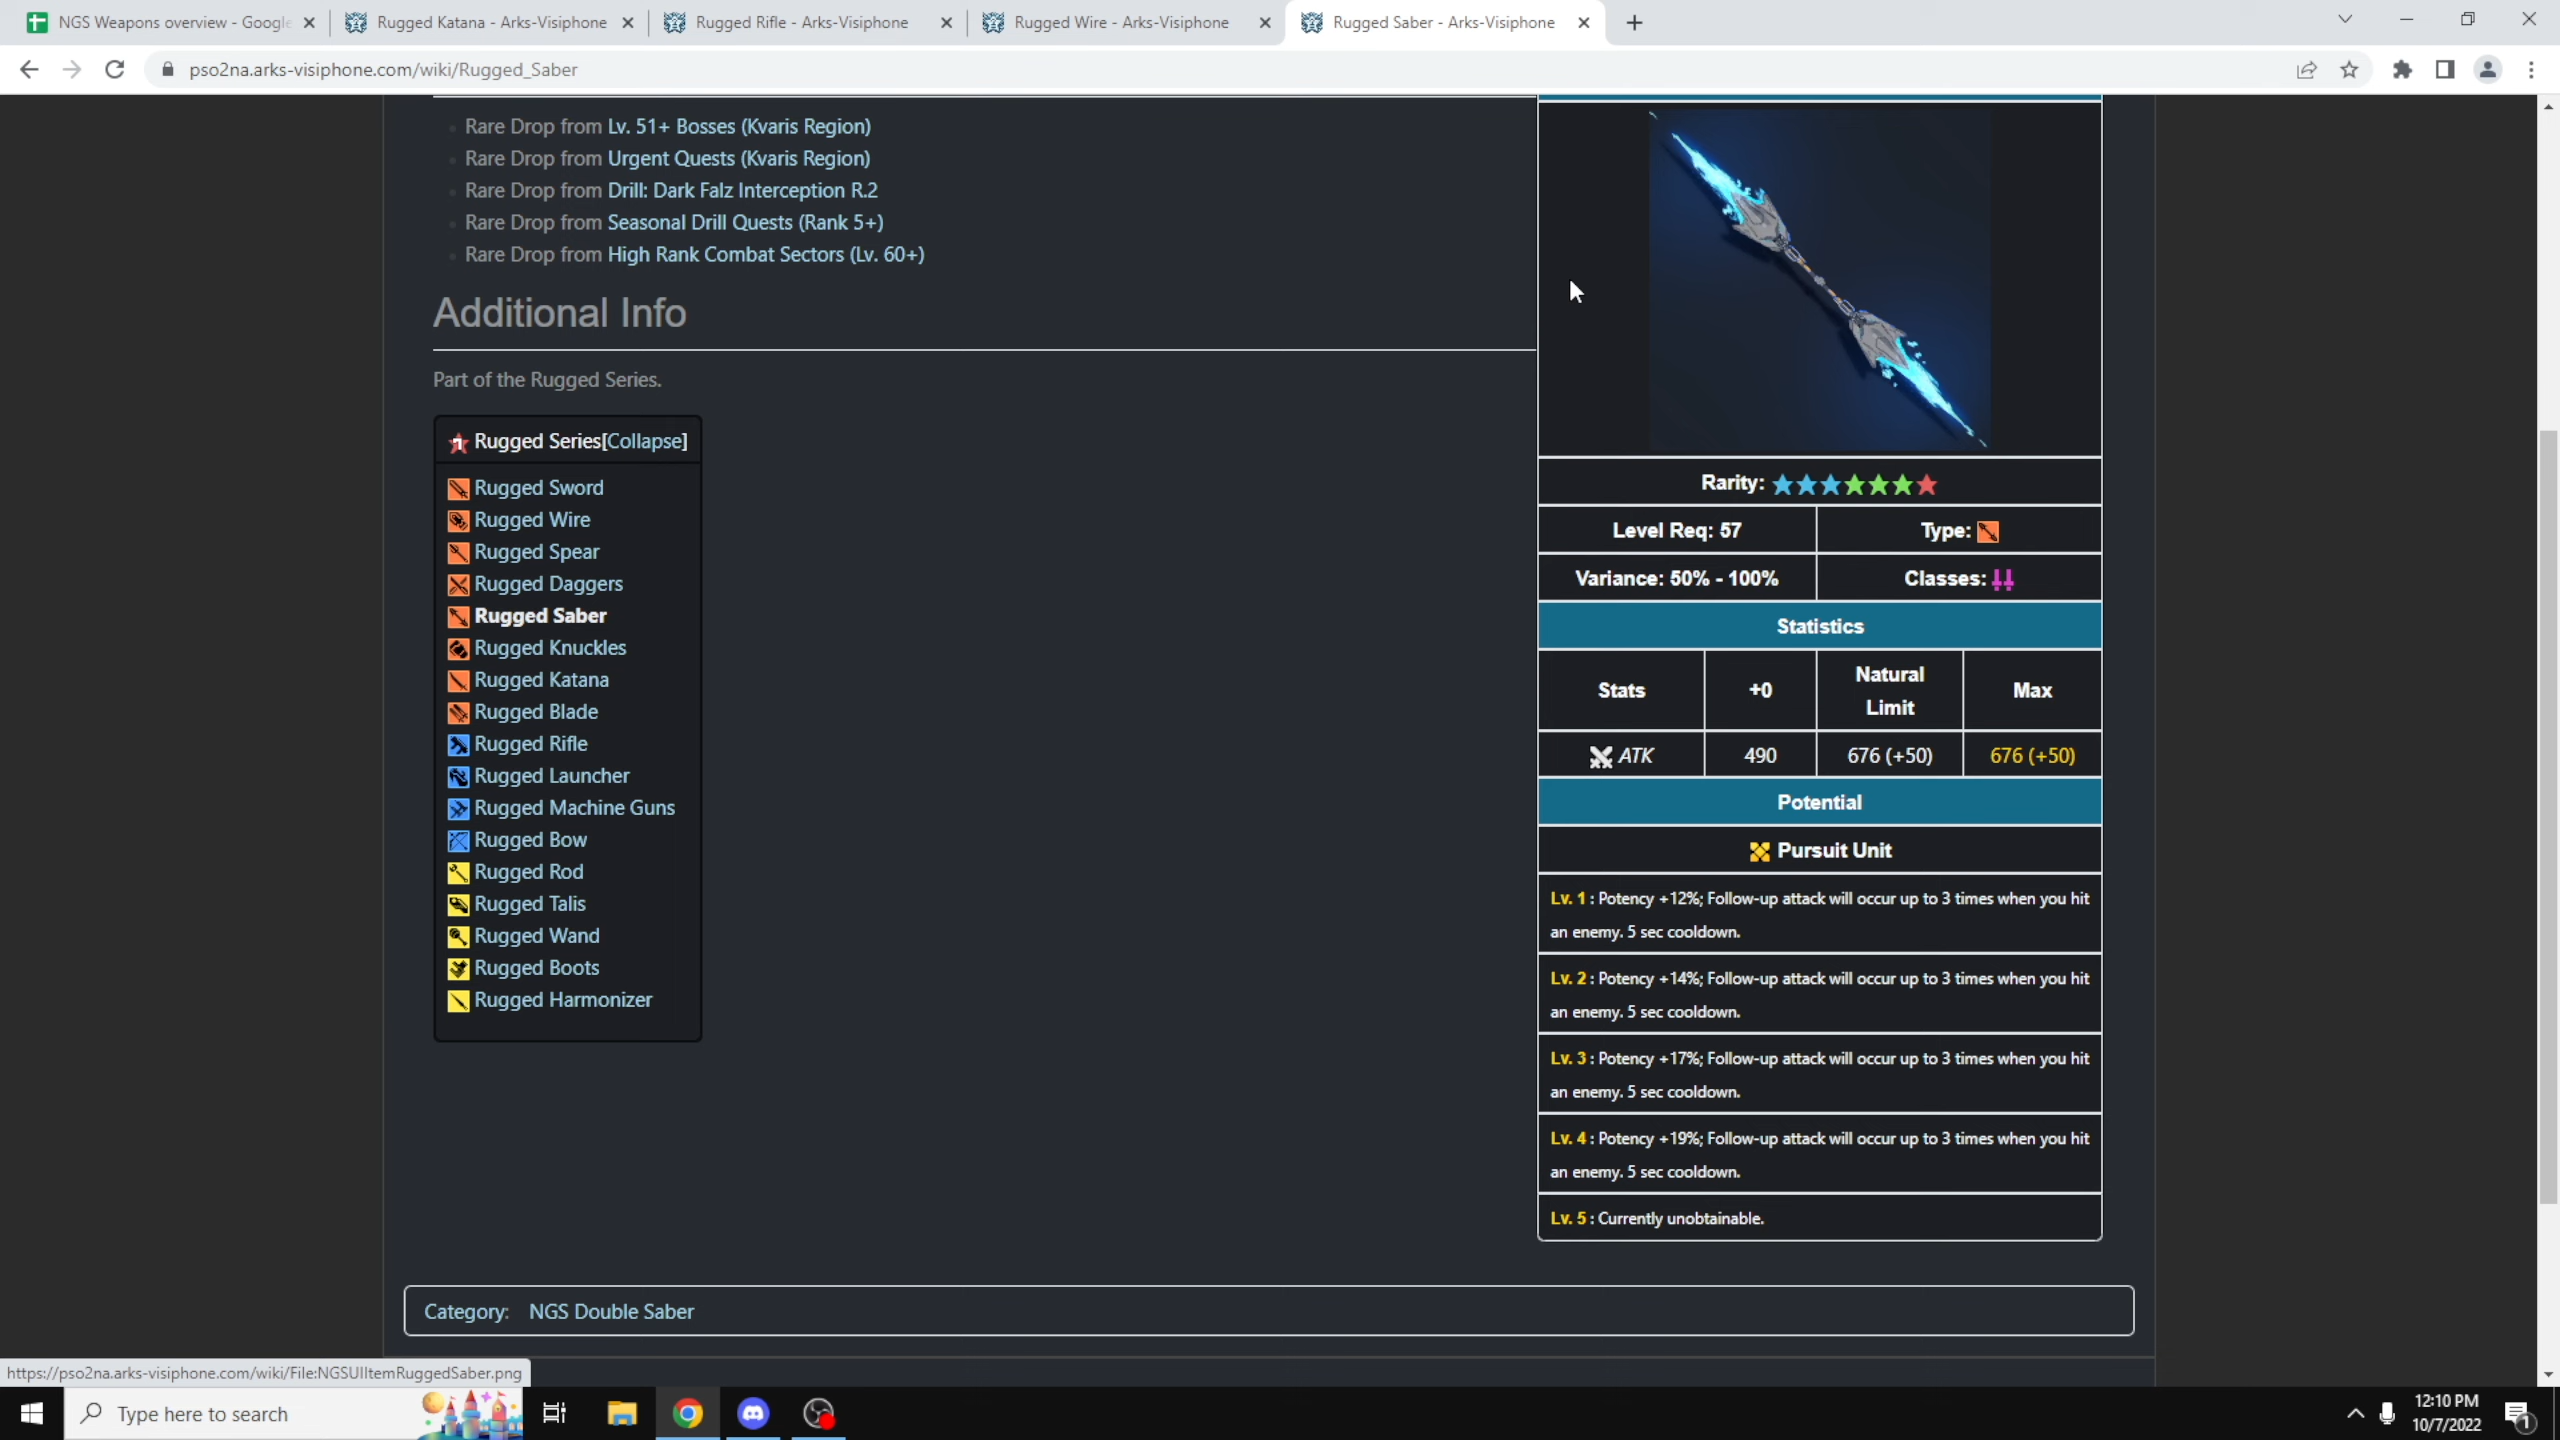 NGS Weapons overview - Google
Rugged Katana - Arks-Visiphone
Rugged Rifle - Arks-Visiphone
Rugged Wire - Arks-Visiphone
Rugged Saber - Arks-Visiphone
pso2na.arks-visiphone.com/wiki/Rugged_Saber
Rare Drop from Lv. 51+ Bosses (Kvaris Region)
Rare Drop from Urgent Quests (Kvaris Region)
Rare Drop from Drill: Dark Falz Interception R.2
Rare Drop from Seasonal Drill Quests (Rank 5+)
Rare Drop from High Rank Combat Sectors (Lv. 60+)
Additional Info
Part of the Rugged Series.
7 Rugged Series[Collapse]
Rugged Sword
Rugged Wire
Rugged Spear
Rugged Daggers
Rugged Saber
Rugged Knuckles
Rugged Katana
Rugged Blade
Rugged Rifle
Rugged Launcher
Rugged Machine Guns
Rugged Bow
Rugged Rod
Rugged Talis
Rugged Wand
Rugged Boots
Rugged Harmonizer
Rarity:
Level Req: 57 Type:
Variance: 50% - 100% Classes:
Statistics
Stats +0 Natural Limit Max
ATK 490 676 (+50) 676 (+50)
Potential
Pursuit Unit
Lv. 1 : Potency +12%; Follow-up attack will occur up to 3 times when you hit
an enemy. 5 sec cooldown.
Lv. 2 : Potency +14%; Follow-up attack will occur up to 3 times when you hit
an enemy. 5 sec cooldown.
Lv. 3 : Potency +17%; Follow-up attack will occur up to 3 times when you hit
an enemy. 5 sec cooldown.
Lv. 4 : Potency +19%; Follow-up attack will occur up to 3 times when you hit
an enemy. 5 sec cooldown.
Lv. 5 : Currently unobtainable.
Category: NGS Double Saber
https://pso2na.arks-visiphone.com/wiki/File:NGSUIItemRuggedSaber.png
Type here to search
12:10 PM
10/7/2022
1